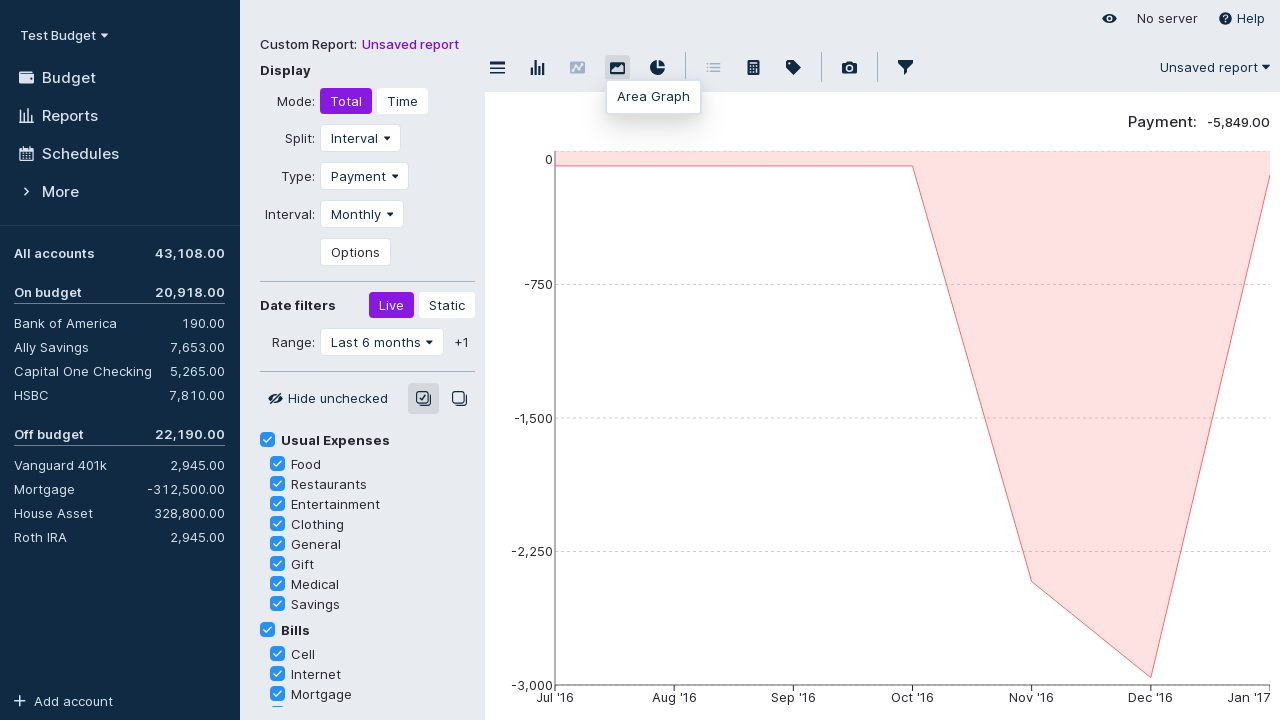 Test Budget
Budget
Reports
Schedules
More
All accounts 43,108.00
On budget 20,918.00
Bank of America 190.00
Ally Savings 7,653.00
Capital One Checking 5,265.00
HSBC 7,810.00
Off budget 22,190.00
Vanguard 401k 2,945.00
Mortgage -312,500.00
House Asset 328,800.00
Roth IRA 2,945.00
Add account
No server Help
Custom Report: Unsaved report
Display
Mode: Total Time
Split: Interval
Type: Payment
Interval: Monthly
Options
Date filters Live Static
Range: Last 6 months +1
Hide unchecked
Usual Expenses
Food
Restaurants
Entertainment
Clothing
General
Gift
Medical
Savings
Bills
Cell
Internet
Mortgage
Unsaved report
Area Graph
Payment: -5,849.00
0
-750
-1,500
-2,250
-3,000
Jul '16 Aug '16 Sep '16 Oct '16 Nov '16 Dec '16 Jan '17